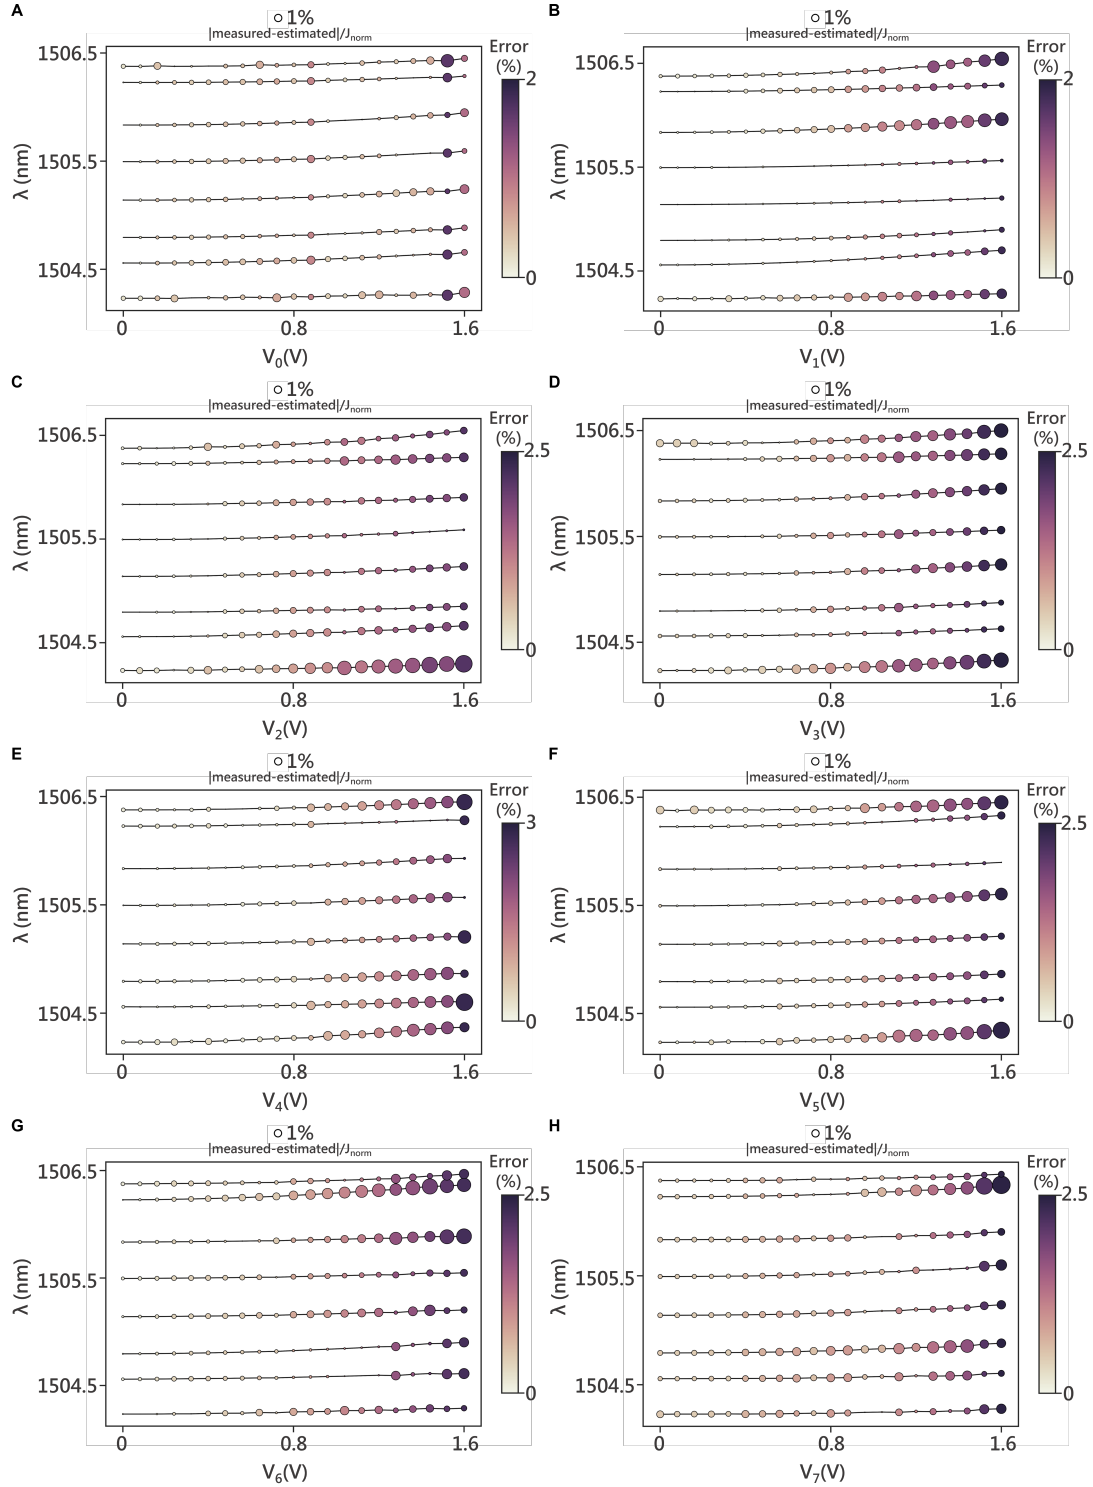 A
1%
|measured-estimated|/Jnorm
Error
(%)
2
0
1506.5
1505.5
1504.5
λ (nm)
0 0.8 1.6
V0(V)
B
1%
|measured-estimated|/Jnorm
Error
(%)
2
0
1506.5
1505.5
1504.5
λ (nm)
0 0.8 1.6
V1(V)
C
1%
|measured-estimated|/Jnorm
Error
(%)
2.5
0
1506.5
1505.5
1504.5
λ (nm)
0 0.8 1.6
V2(V)
D
1%
|measured-estimated|/Jnorm
Error
(%)
2.5
0
1506.5
1505.5
1504.5
λ (nm)
0 0.8 1.6
V3(V)
E
1%
|measured-estimated|/Jnorm
Error
(%)
3
0
1506.5
1505.5
1504.5
λ (nm)
0 0.8 1.6
V4(V)
F
1%
|measured-estimated|/Jnorm
Error
(%)
2.5
0
1506.5
1505.5
1504.5
λ (nm)
0 0.8 1.6
V5(V)
G
1%
|measured-estimated|/Jnorm
Error
(%)
2.5
0
1506.5
1505.5
1504.5
λ (nm)
0 0.8 1.6
V6(V)
H
1%
|measured-estimated|/Jnorm
Error
(%)
2.5
0
1506.5
1505.5
1504.5
λ (nm)
0 0.8 1.6
V7(V)